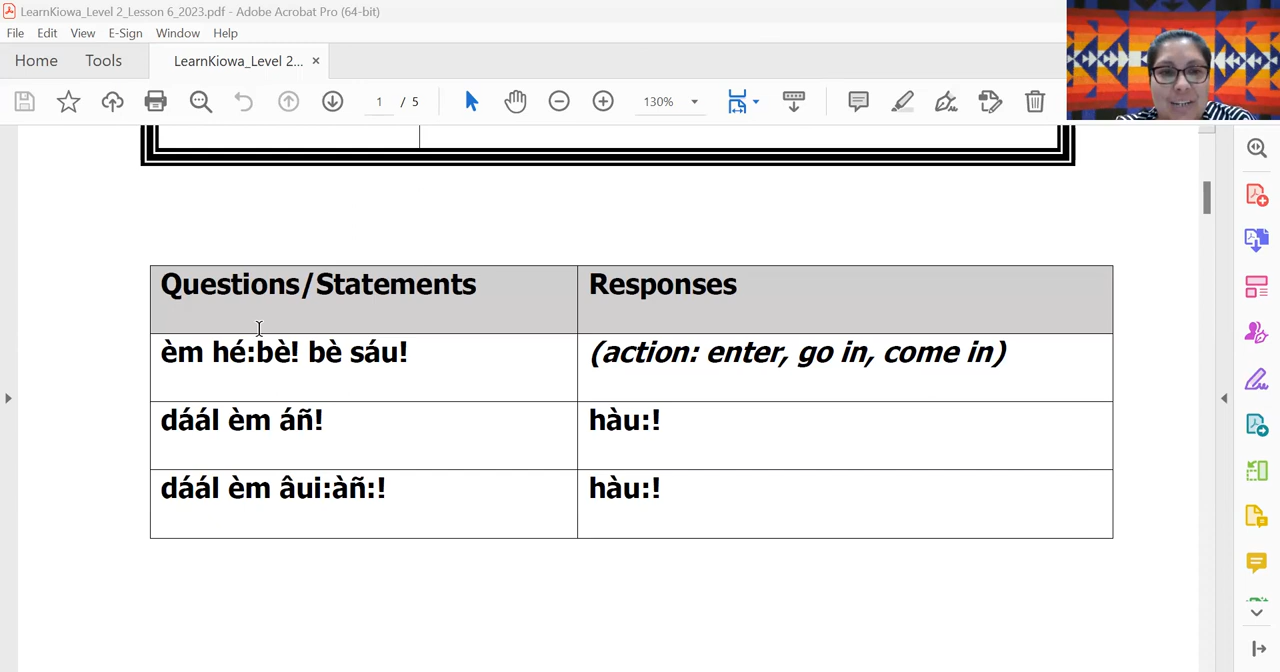 LearnKiowa_Level 2_Lesson 6_2023.pdf - Adobe Acrobat Pro (64-bit)
File Edit View E-Sign Window Help
Home Tools LearnKiowa_Level 2... ×
1 / 5 130%
Questions/Statements Responses
èm hé:bè! bè sáu! (action: enter, go in, come in)
dáál èm áñ! hàu:!
dáál èm âui:àñ:! hàu:!